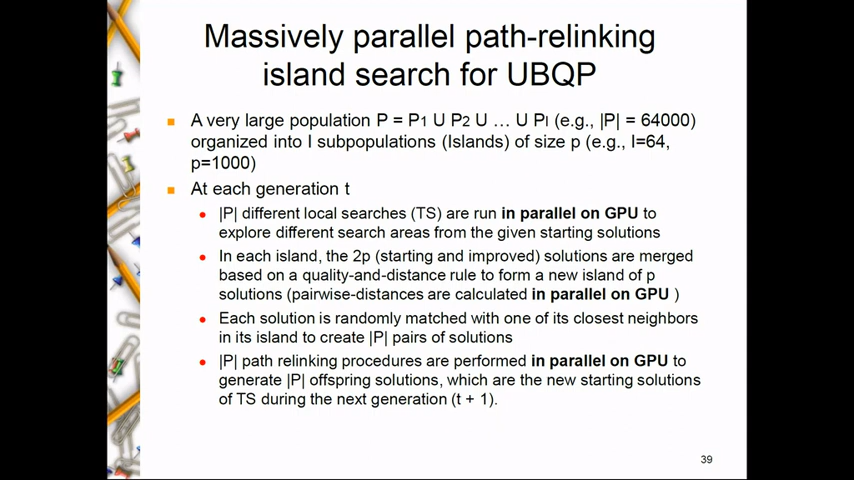 Massively parallel path-relinking
island search for UBQP
A very large population P = P1 U P2 U … U PI (e.g., |P| = 64000)
organized into I subpopulations (Islands) of size p (e.g., I=64,
p=1000)
At each generation t
|P| different local searches (TS) are run in parallel on GPU to
explore different search areas from the given starting solutions
In each island, the 2p (starting and improved) solutions are merged
based on a quality-and-distance rule to form a new island of p
solutions (pairwise-distances are calculated in parallel on GPU )
Each solution is randomly matched with one of its closest neighbors
in its island to create |P| pairs of solutions
|P| path relinking procedures are performed in parallel on GPU to
generate |P| offspring solutions, which are the new starting solutions
of TS during the next generation (t + 1).
39